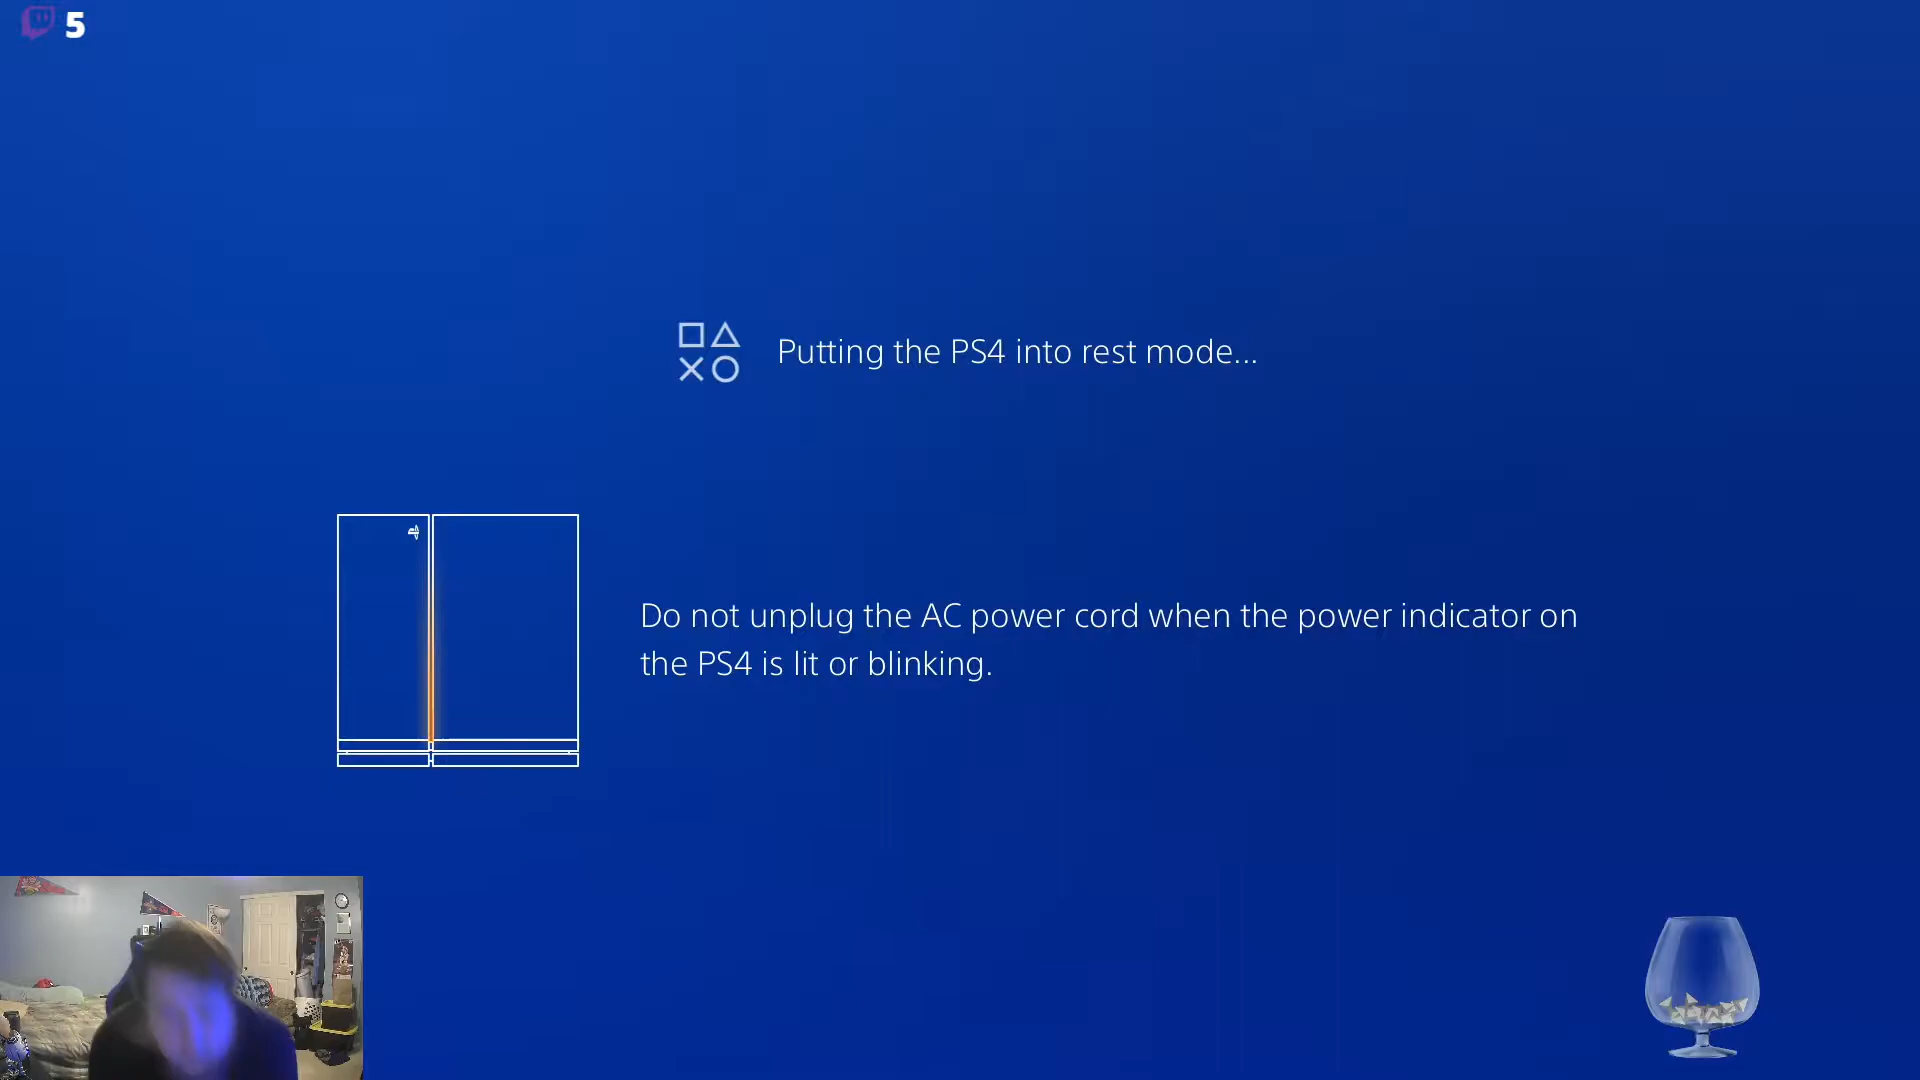 5
Putting the PS4 into rest mode...
Do not unplug the AC power cord when the power indicator on
the PS4 is lit or blinking.